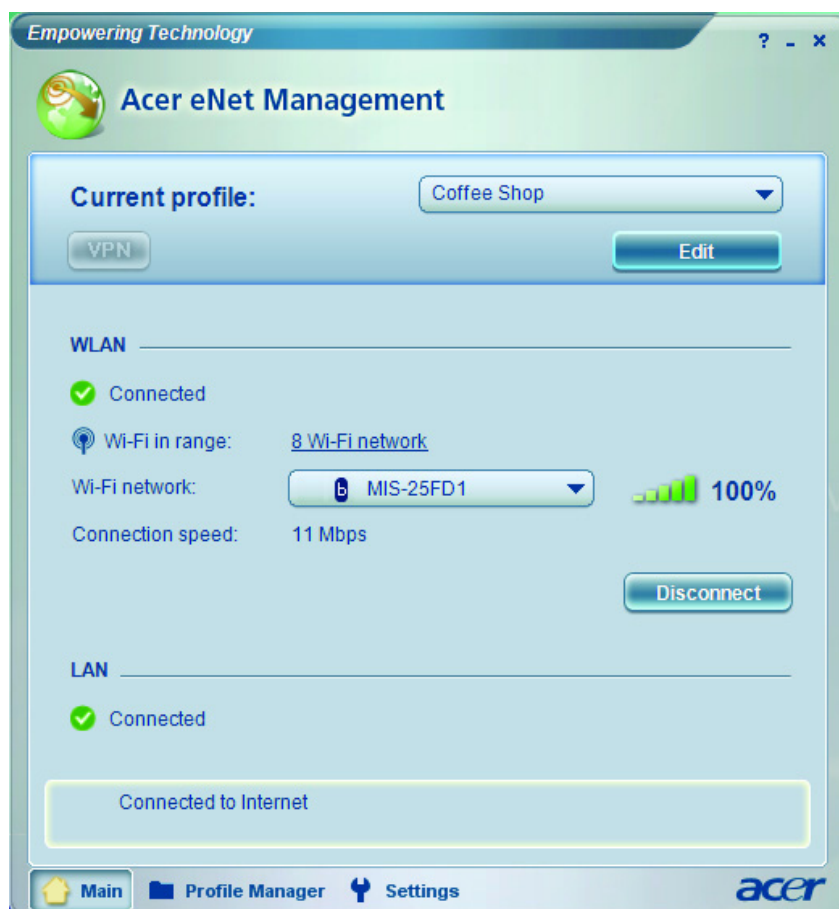 Empowering Technology
? - x
Acer eNet Management
Current profile: Coffee Shop
VPN Edit
WLAN
Connected
Wi-Fi in range: 8 Wi-Fi network
Wi-Fi network: b MIS-25FD1 100%
Connection speed: 11 Mbps
Disconnect
LAN
Connected
Connected to Internet
Main Profile Manager Settings acer